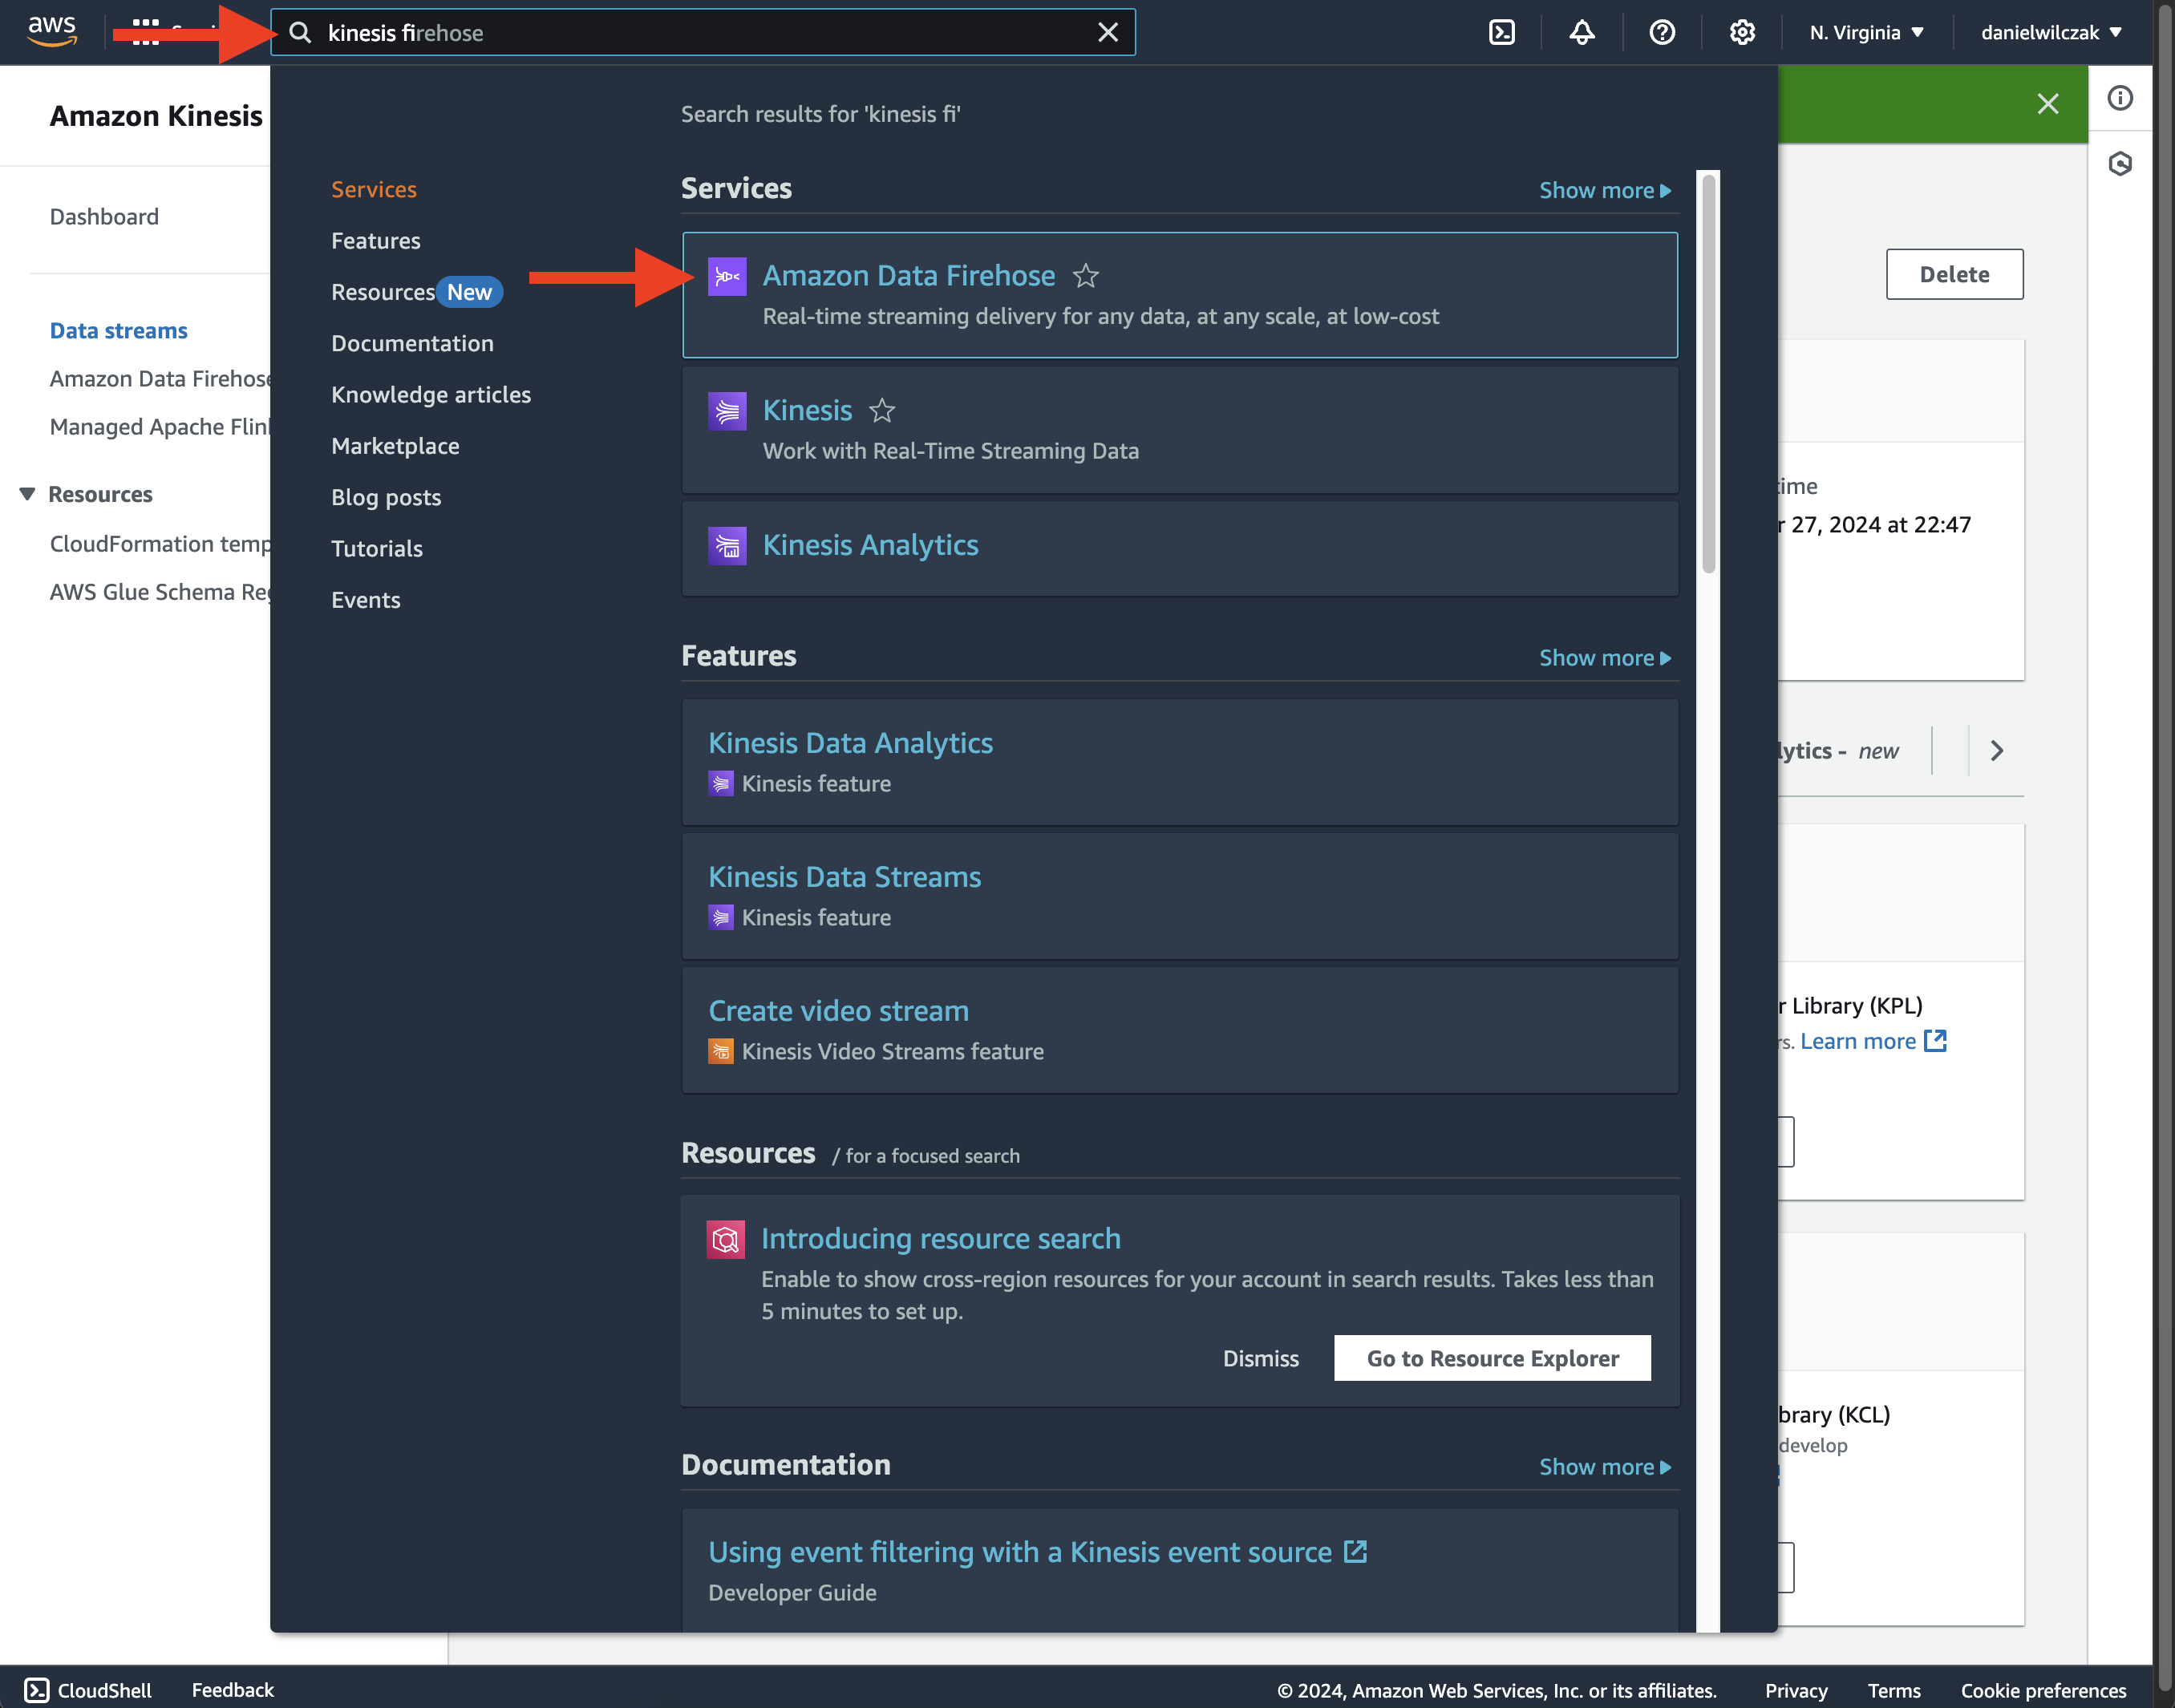 aws
kinesis firehose
N. Virginia
danielwilczak
Amazon Kinesis
Dashboard
Data streams
Amazon Data Firehose
Managed Apache
Resources
CloudFormation
AWS Glue Schema
Search results for 'kinesis fi'
Services
Features
Resources New
Documentation
Knowledge articles
Marketplace
Blog posts
Tutorials
Events
Services
Show more
Amazon Data Firehose
Real-time streaming delivery for any data, at any scale, at low-cost
Kinesis
Work with Real-Time Streaming Data
Kinesis Analytics
Features
Show more
Kinesis Data Analytics
Kinesis feature
Kinesis Data Streams
Kinesis feature
Create video stream
Kinesis Video Streams feature
Resources / for a focused search
Introducing resource search
Enable to show cross-region resources for your account in search results. Takes less than
5 minutes to set up.
Dismiss
Go to Resource Explorer
Documentation
Show more
Using event filtering with a Kinesis event source
Developer Guide
Delete
27, 2024 at 22:47
- new
Library (KPL)
Learn more
(KCL)
develop
CloudShell
Feedback
© 2024, Amazon Web Services, Inc. or its affiliates.
Privacy
Terms
Cookie preferences